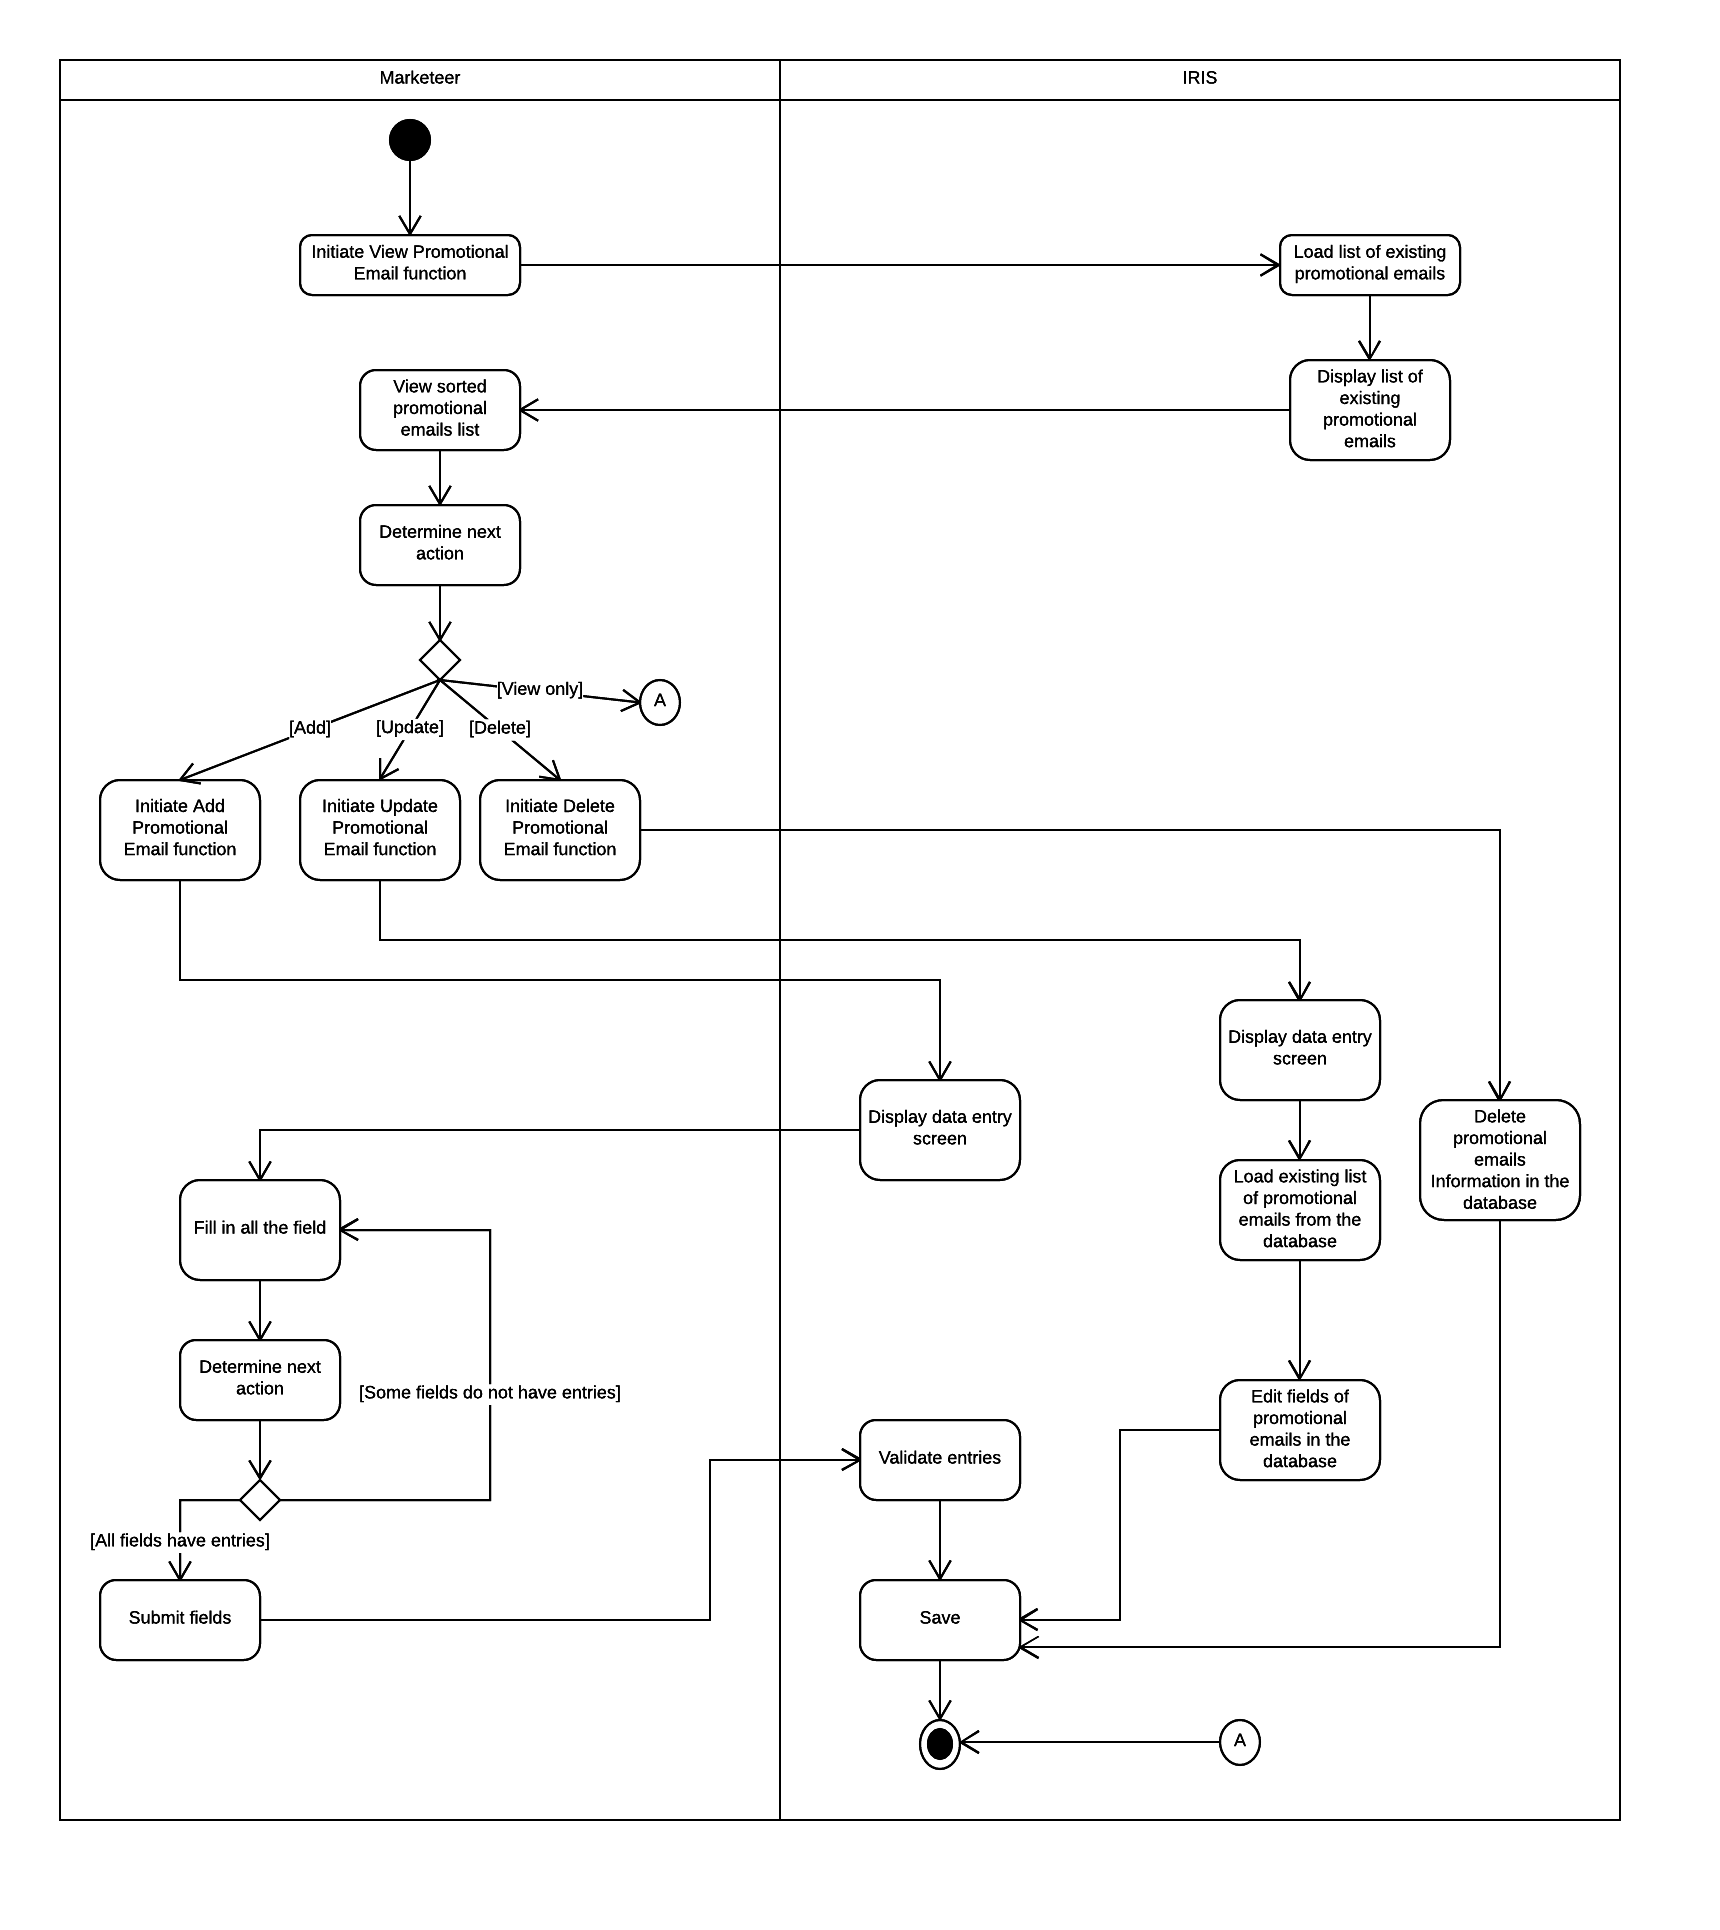 Marketeer
IRIS
Initiate View Promotional
Email function
Load list of existing
promotional emails
View sorted
promotional
emails list
Display list of
existing
promotional
emails
Determine next
action
[View only]
A
[Add]
[Update]
[Delete]
Initiate Add
Promotional
Email function
Initiate Update
Promotional
Email function
Initiate Delete
Promotional
Email function
Display data entry
screen
Display data entry
screen
Delete
promotional
emails
Information in the
database
Load existing list
of promotional
emails from the
database
Fill in all the field
Determine next
action
[Some fields do not have entries]
Edit fields of
promotional
emails in the
database
Validate entries
[All fields have entries]
Submit fields
Save
A